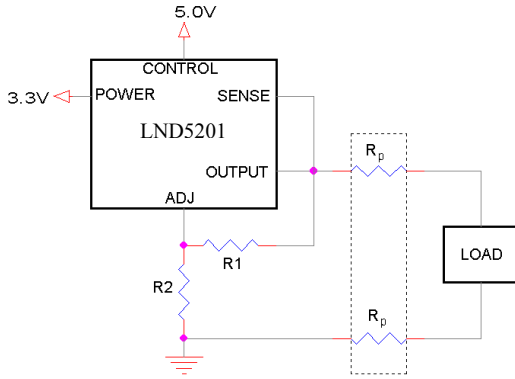 5.0V
CONTROL
3.3V
POWER
SENSE
LND5201
OUTPUT
Rp
ADJ
R1
LOAD
R2
Rp